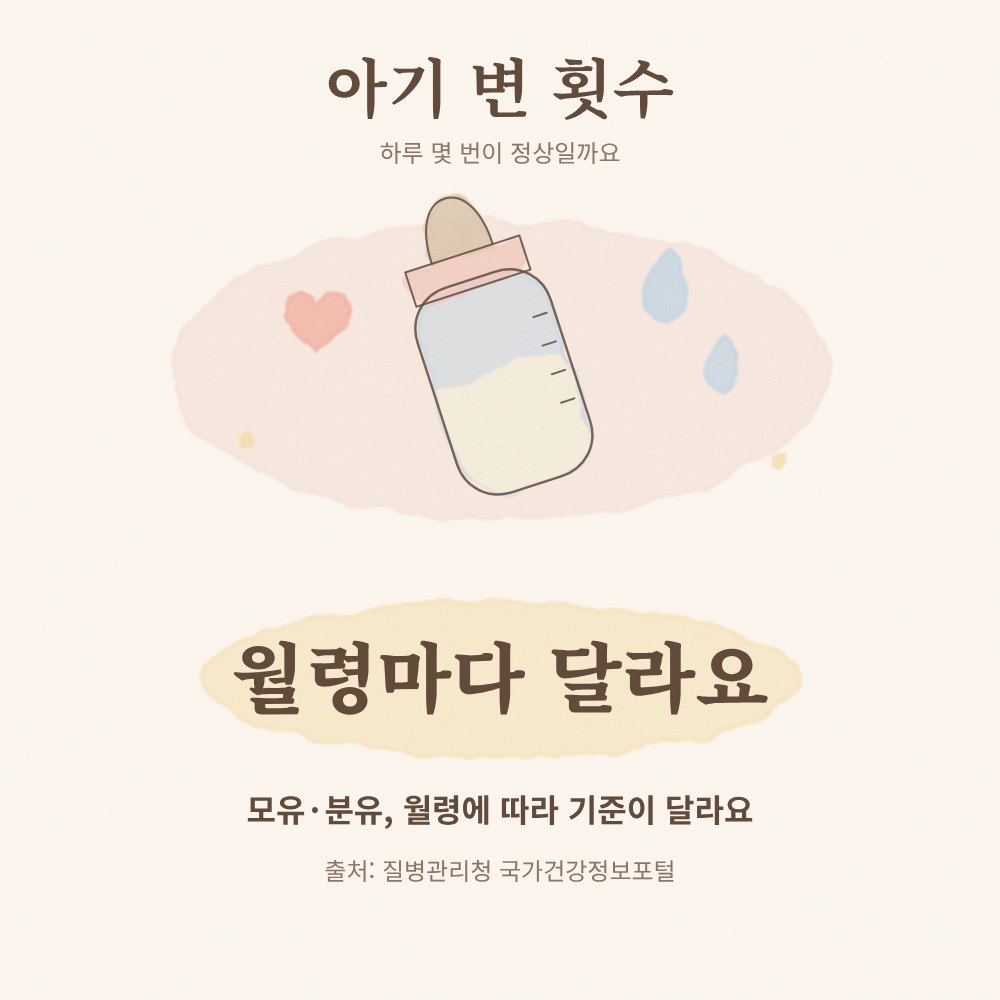 아기 변 횟수
하루 몇 번이 정상일까요
월령마다 달라요
모유·분유, 월령에 따라 기준이 달라요
출처: 질병관리청 국가건강정보포털